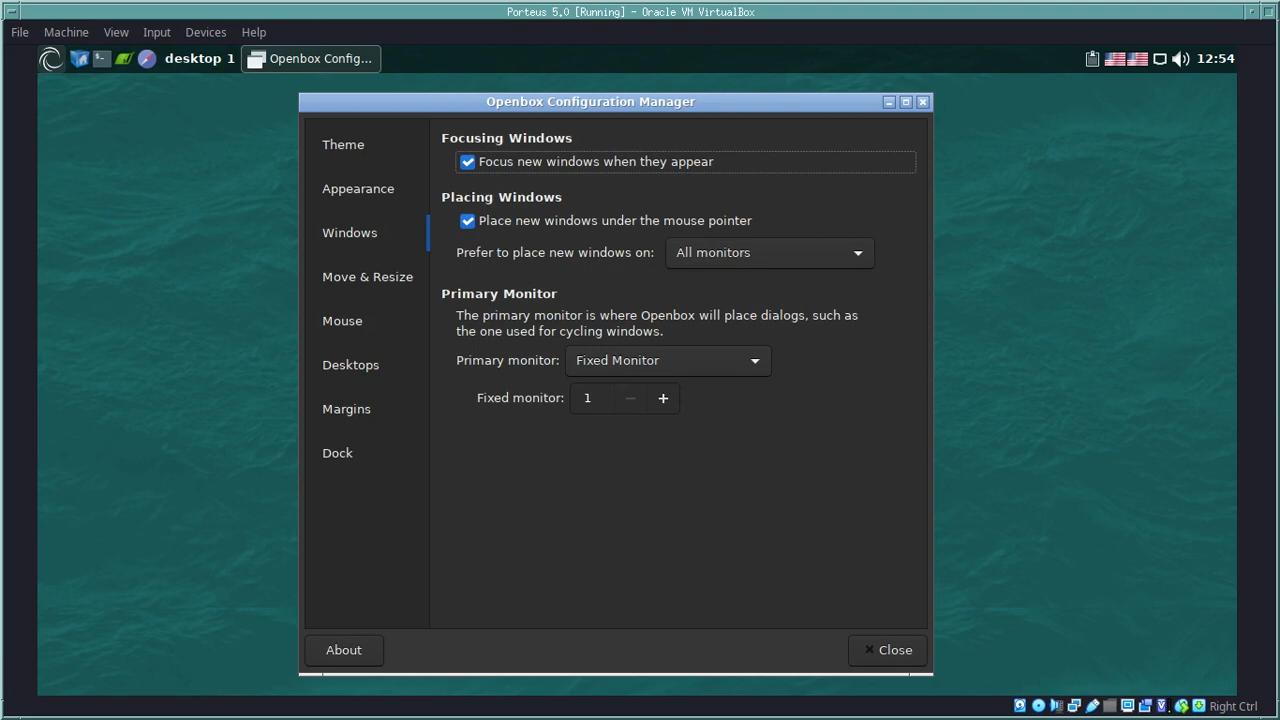 Porteus 5.0 [Running] - Oracle VM VirtualBox
File Machine View Input Devices Help
desktop 1 Openbox Config... 12:54
Openbox Configuration Manager
Theme
Appearance
Windows
Move & Resize
Mouse
Desktops
Margins
Dock
Focusing Windows
Focus new windows when they appear
Placing Windows
Place new windows under the mouse pointer
Prefer to place new windows on: All monitors
Primary Monitor
The primary monitor is where Openbox will place dialogs, such as
the one used for cycling windows.
Primary monitor: Fixed Monitor
Fixed monitor: 1
About Close
Right Ctrl